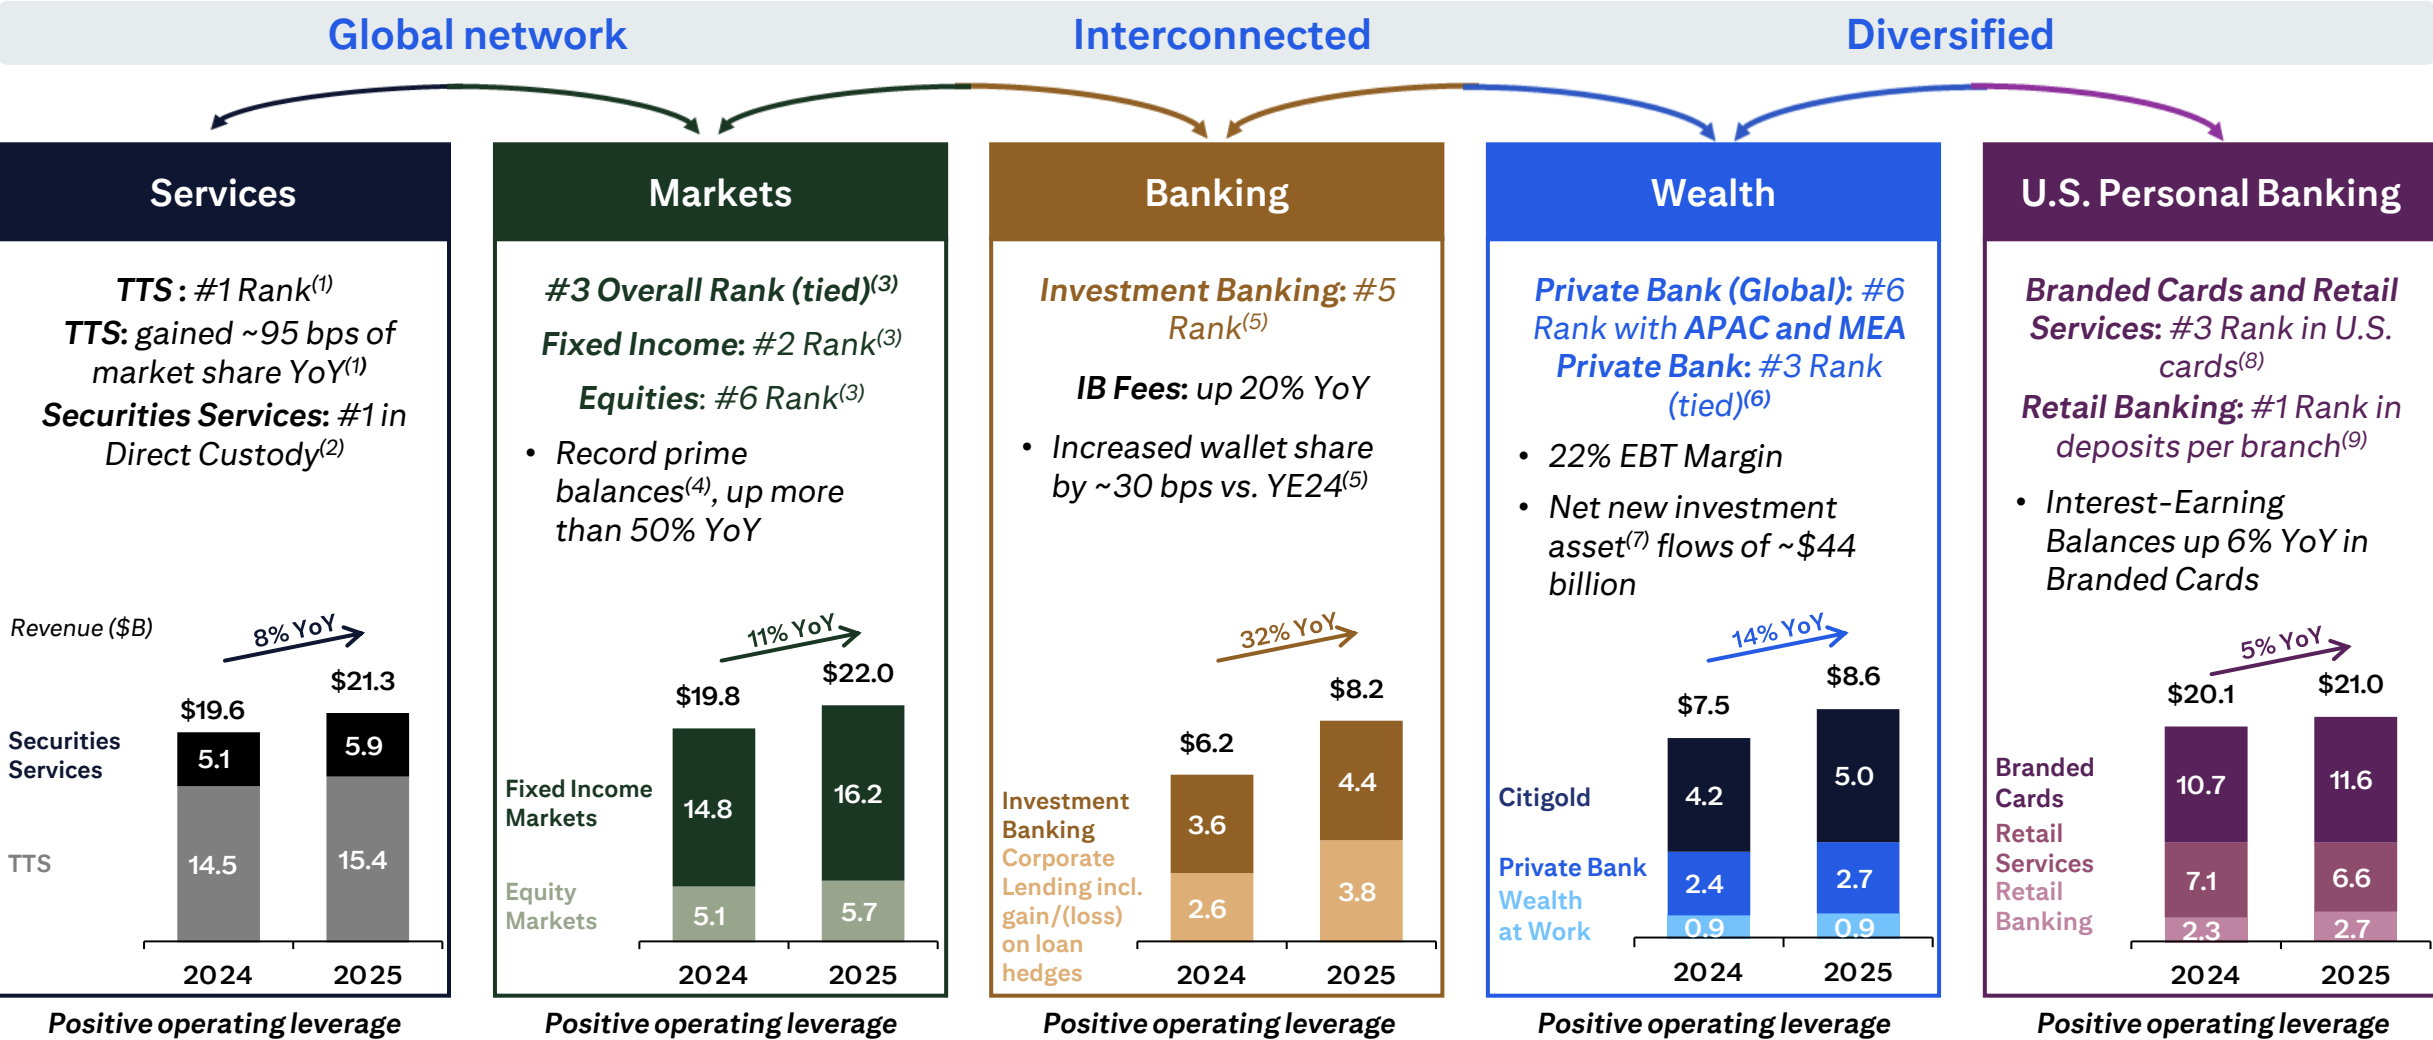 Global network
Interconnected
Diversified
Services
TTS : #1 Rank(1)
TTS: gained ~95 bps of
market share YoY(1)
Securities Services: #1 in
Direct Custody(2)
Revenue ($B)
8% YoY
$19.6
$21.3
Securities
Services
5.1
5.9
TTS
14.5
15.4
2024
2025
Positive operating leverage
Markets
#3 Overall Rank (tied)(3)
Fixed Income: #2 Rank(3)
Equities: #6 Rank(3)
• Record prime
balances(4), up more
than 50% YoY
11% YoY
$19.8
$22.0
Fixed Income
Markets
14.8
16.2
Equity
Markets
5.1
5.7
2024
2025
Positive operating leverage
Banking
Investment Banking: #5
Rank(5)
IB Fees: up 20% YoY
• Increased wallet share
by ~30 bps vs. YE24(5)
32% YoY
$6.2
$8.2
Investment
Banking
3.6
4.4
Corporate
Lending incl.
gain/(loss)
on loan
hedges
2.6
3.8
2024
2025
Positive operating leverage
Wealth
Private Bank (Global): #6
Rank with APAC and MEA
Private Bank: #3 Rank
(tied)(6)
• 22% EBT Margin
• Net new investment
asset(7) flows of ~$44
billion
14% YoY
$7.5
$8.6
Citigold
4.2
5.0
Private Bank
2.4
2.7
Wealth
at Work
0.9
0.9
2024
2025
Positive operating leverage
U.S. Personal Banking
Branded Cards and Retail
Services: #3 Rank in U.S.
cards(8)
Retail Banking: #1 Rank in
deposits per branch(9)
• Interest-Earning
Balances up 6% YoY in
Branded Cards
5% YoY
$20.1
$21.0
Branded
Cards
10.7
11.6
Retail
Services
7.1
6.6
Retail
Banking
2.3
2.7
2024
2025
Positive operating leverage